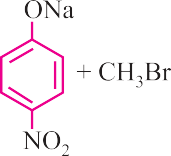 ONa
+ CH₃Br
NO₂